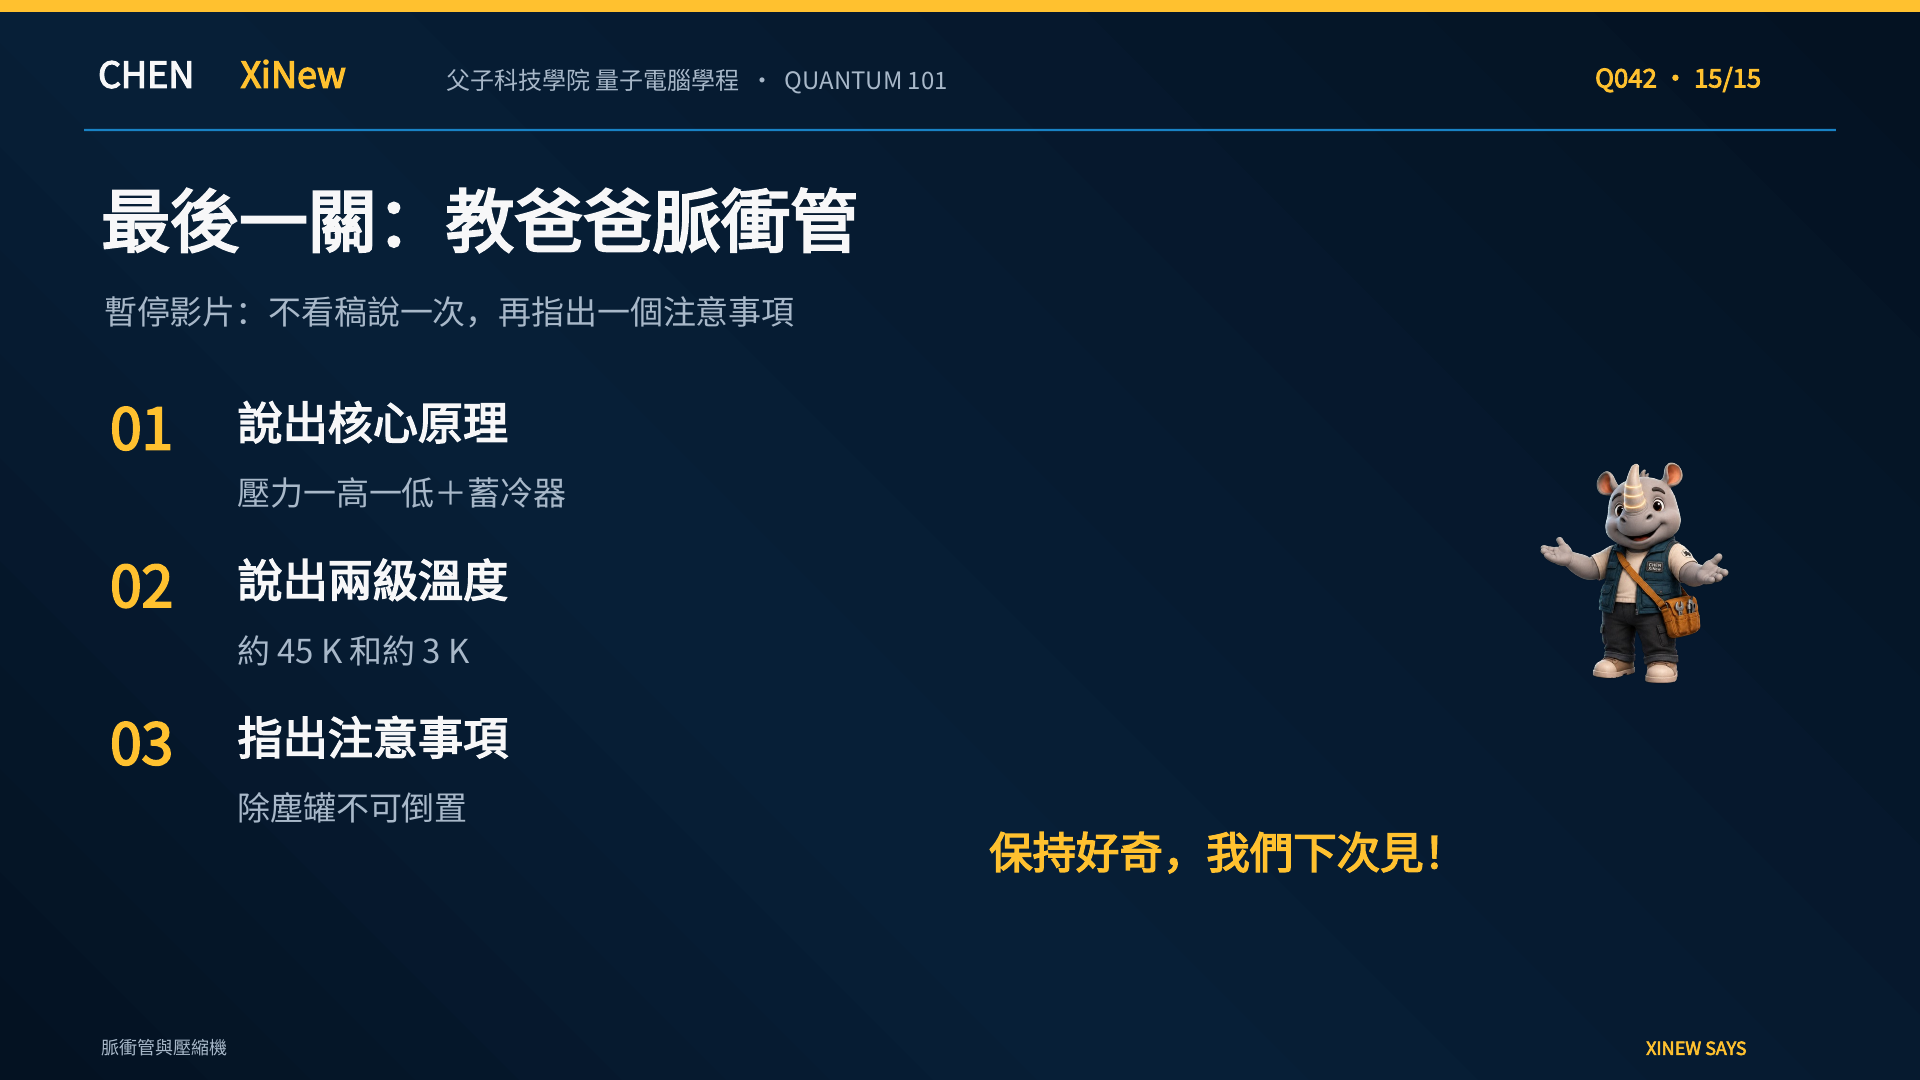 CHEN XiNew 父子科技學院 量子電腦學程 · QUANTUM 101 Q042 · 15/15
最後一關：教爸爸脈衝管
暫停影片：不看稿說一次，再指出一個注意事項
01 說出核心原理
壓力一高一低＋蓄冷器
02 說出兩級溫度
約 45 K 和約 3 K
03 指出注意事項
除塵罐不可倒置
保持好奇，我們下次見！
脈衝管與壓縮機 XINEW SAYS